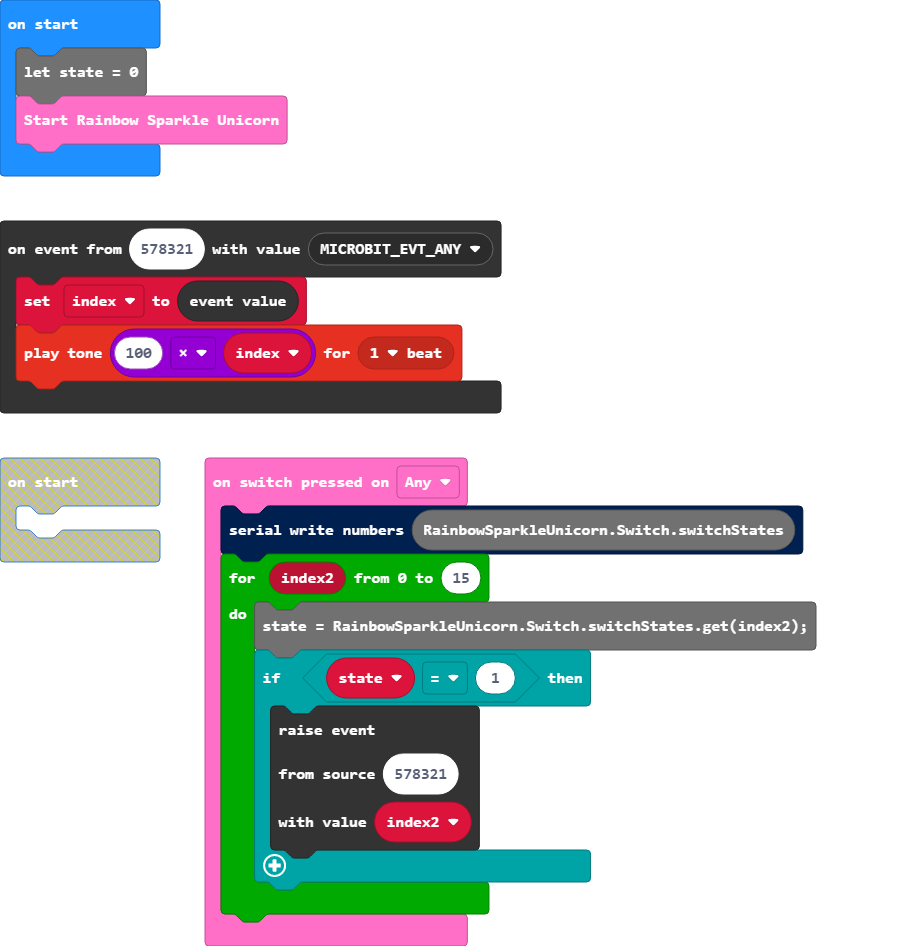 on start
let state = 0
Start Rainbow Sparkle Unicorn
on event from 578321 with value MICROBIT_EVT_ANY
set index to event value
play tone 100 × index for 1 beat
on start
on switch pressed on Any
serial write numbers RainbowSparkleUnicorn.Switch.switchStates
for index2 from 0 to 15
do
state = RainbowSparkleUnicorn.Switch.switchStates.get(index2);
if state = 1 then
raise event
from source 578321
with value index2